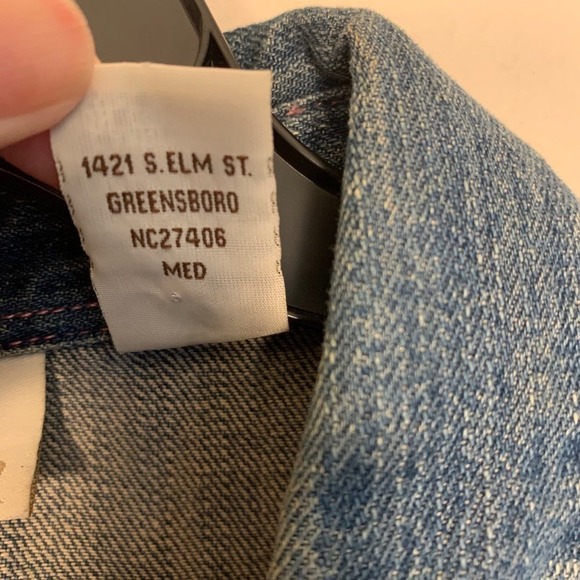 1421 S.ELM ST.
GREENSBORO
NC27406
MED